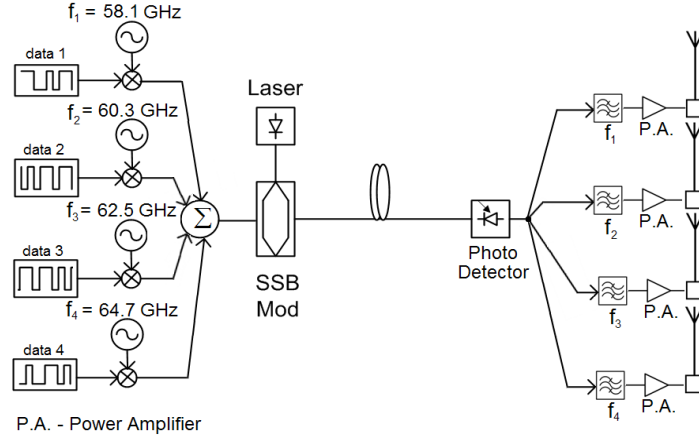 f₁ = 58.1 GHz
data 1
f₂ = 60.3 GHz
data 2
f₃ = 62.5 GHz
data 3
f₄ = 64.7 GHz
data 4
Σ
Laser
SSB
Mod
Photo
Detector
f₁
P.A.
f₂
P.A.
f₃
P.A.
f₄
P.A.
P.A. - Power Amplifier